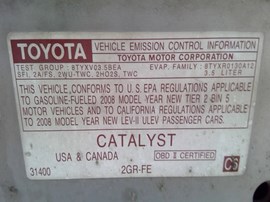 TOYOTA VEHICLE EMISSION CONTROL INFORMATION
TOYOTA MOTOR CORPORATION
TEST GROUP : 8TYXV03.5BEA EVAP. FAMILY : 8TYXR0130A12
SFI, 2A/FS, 2WU-TWC, 2HO2S, TWC 3.5 LITER
THIS VEHICLE CONFORMS TO U.S. EPA REGULATIONS APPLICABLE
TO GASOLINE-FUELED 2008 MODEL YEAR NEW TIER 2 BIN 5
MOTOR VEHICLES AND TO CALIFORNIA REGULATIONS APPLICABLE
TO 2008 MODEL YEAR NEW LEV-II ULEV PASSENGER CARS.
CATALYST
USA & CANADA OBD II CERTIFIED
31400 2GR-FE